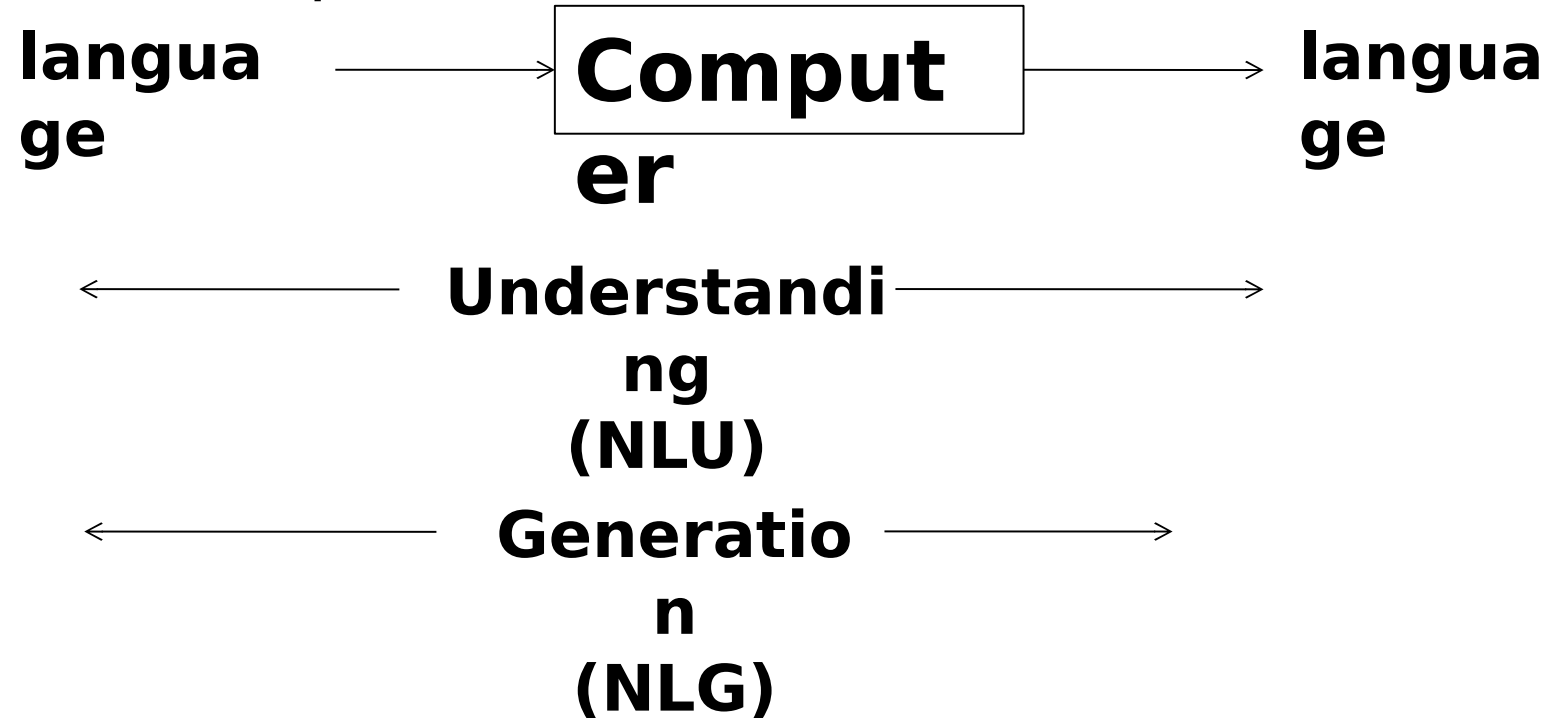 langua
ge
Comput
er
langua
ge
Understandi
ng
(NLU)
Generatio
n
(NLG)